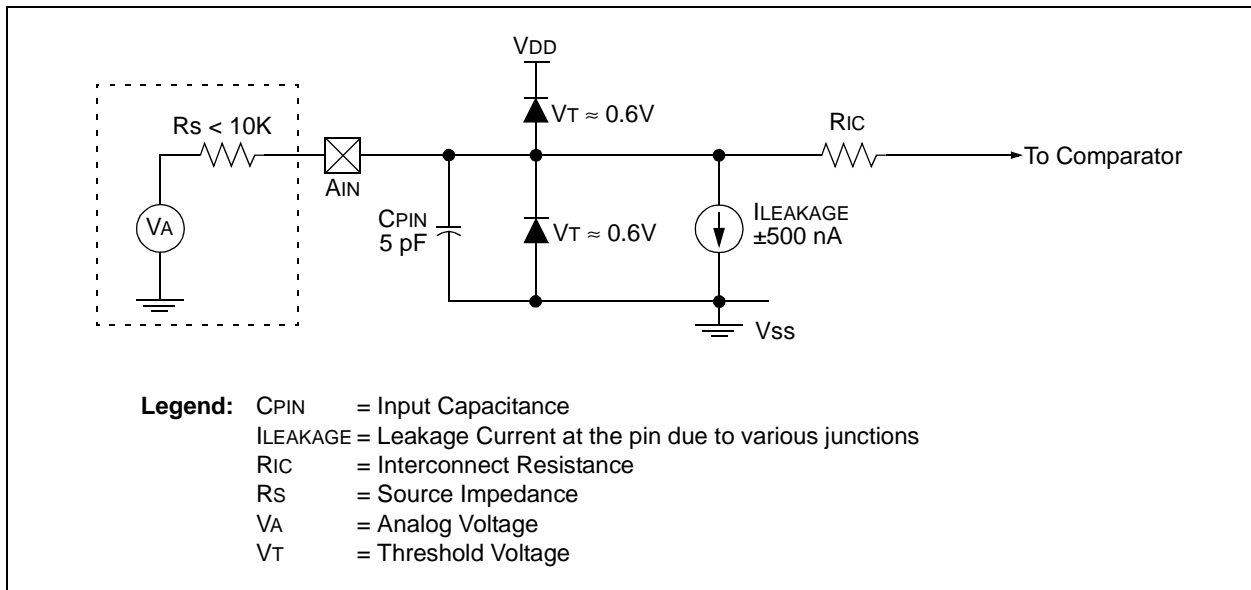 VDD
VT ≈ 0.6V
RS < 10K
RIC
To Comparator
AIN
VA
CPIN
5 pF
VT ≈ 0.6V
ILEAKAGE
±500 nA
Vss
Legend: CPIN = Input Capacitance
ILEAKAGE = Leakage Current at the pin due to various junctions
RIC = Interconnect Resistance
RS = Source Impedance
VA = Analog Voltage
VT = Threshold Voltage